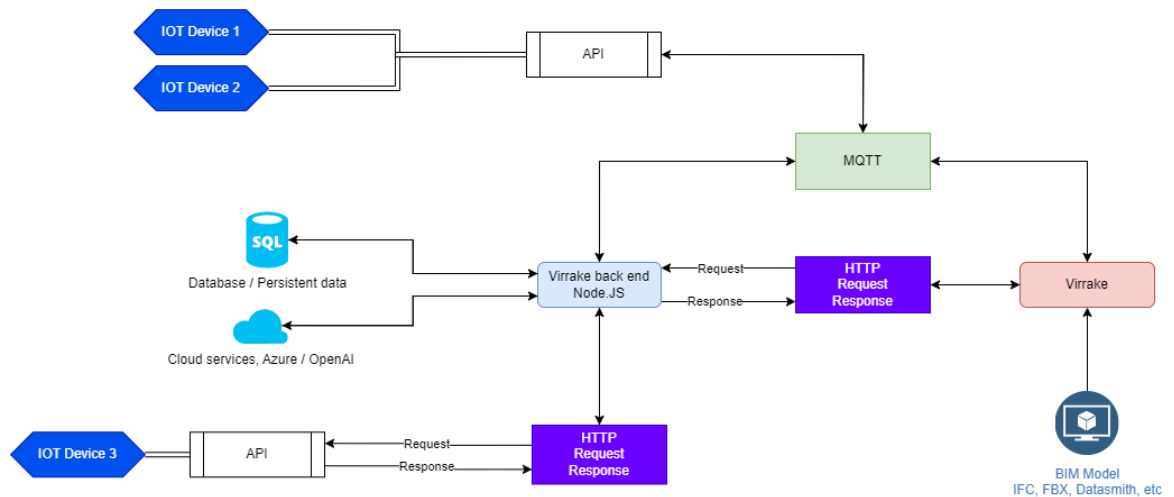 IOT Device 1
API
IOT Device 2
MQTT
SQL
Database / Persistent data
Virrake back end
Node.JS
Request
Response
HTTP
Request
Response
Virrake
Cloud services, Azure / OpenAI
IOT Device 3
API
Request
Response
HTTP
Request
Response
BIM Model
IFC, FBX, Datasmith, etc